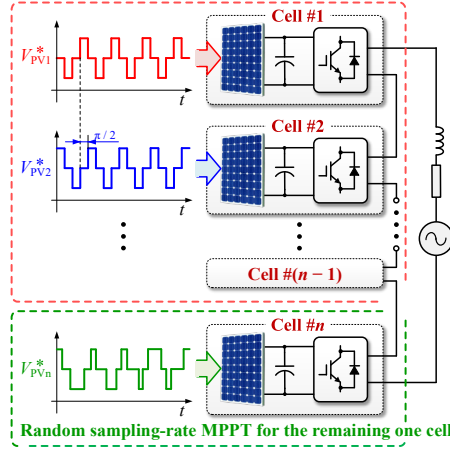 Cell #1
V*PV1
t
Cell #2
π / 2
V*PV2
t
Cell #(n − 1)
Cell #n
V*PVn
t
Random sampling-rate MPPT for the remaining one cell